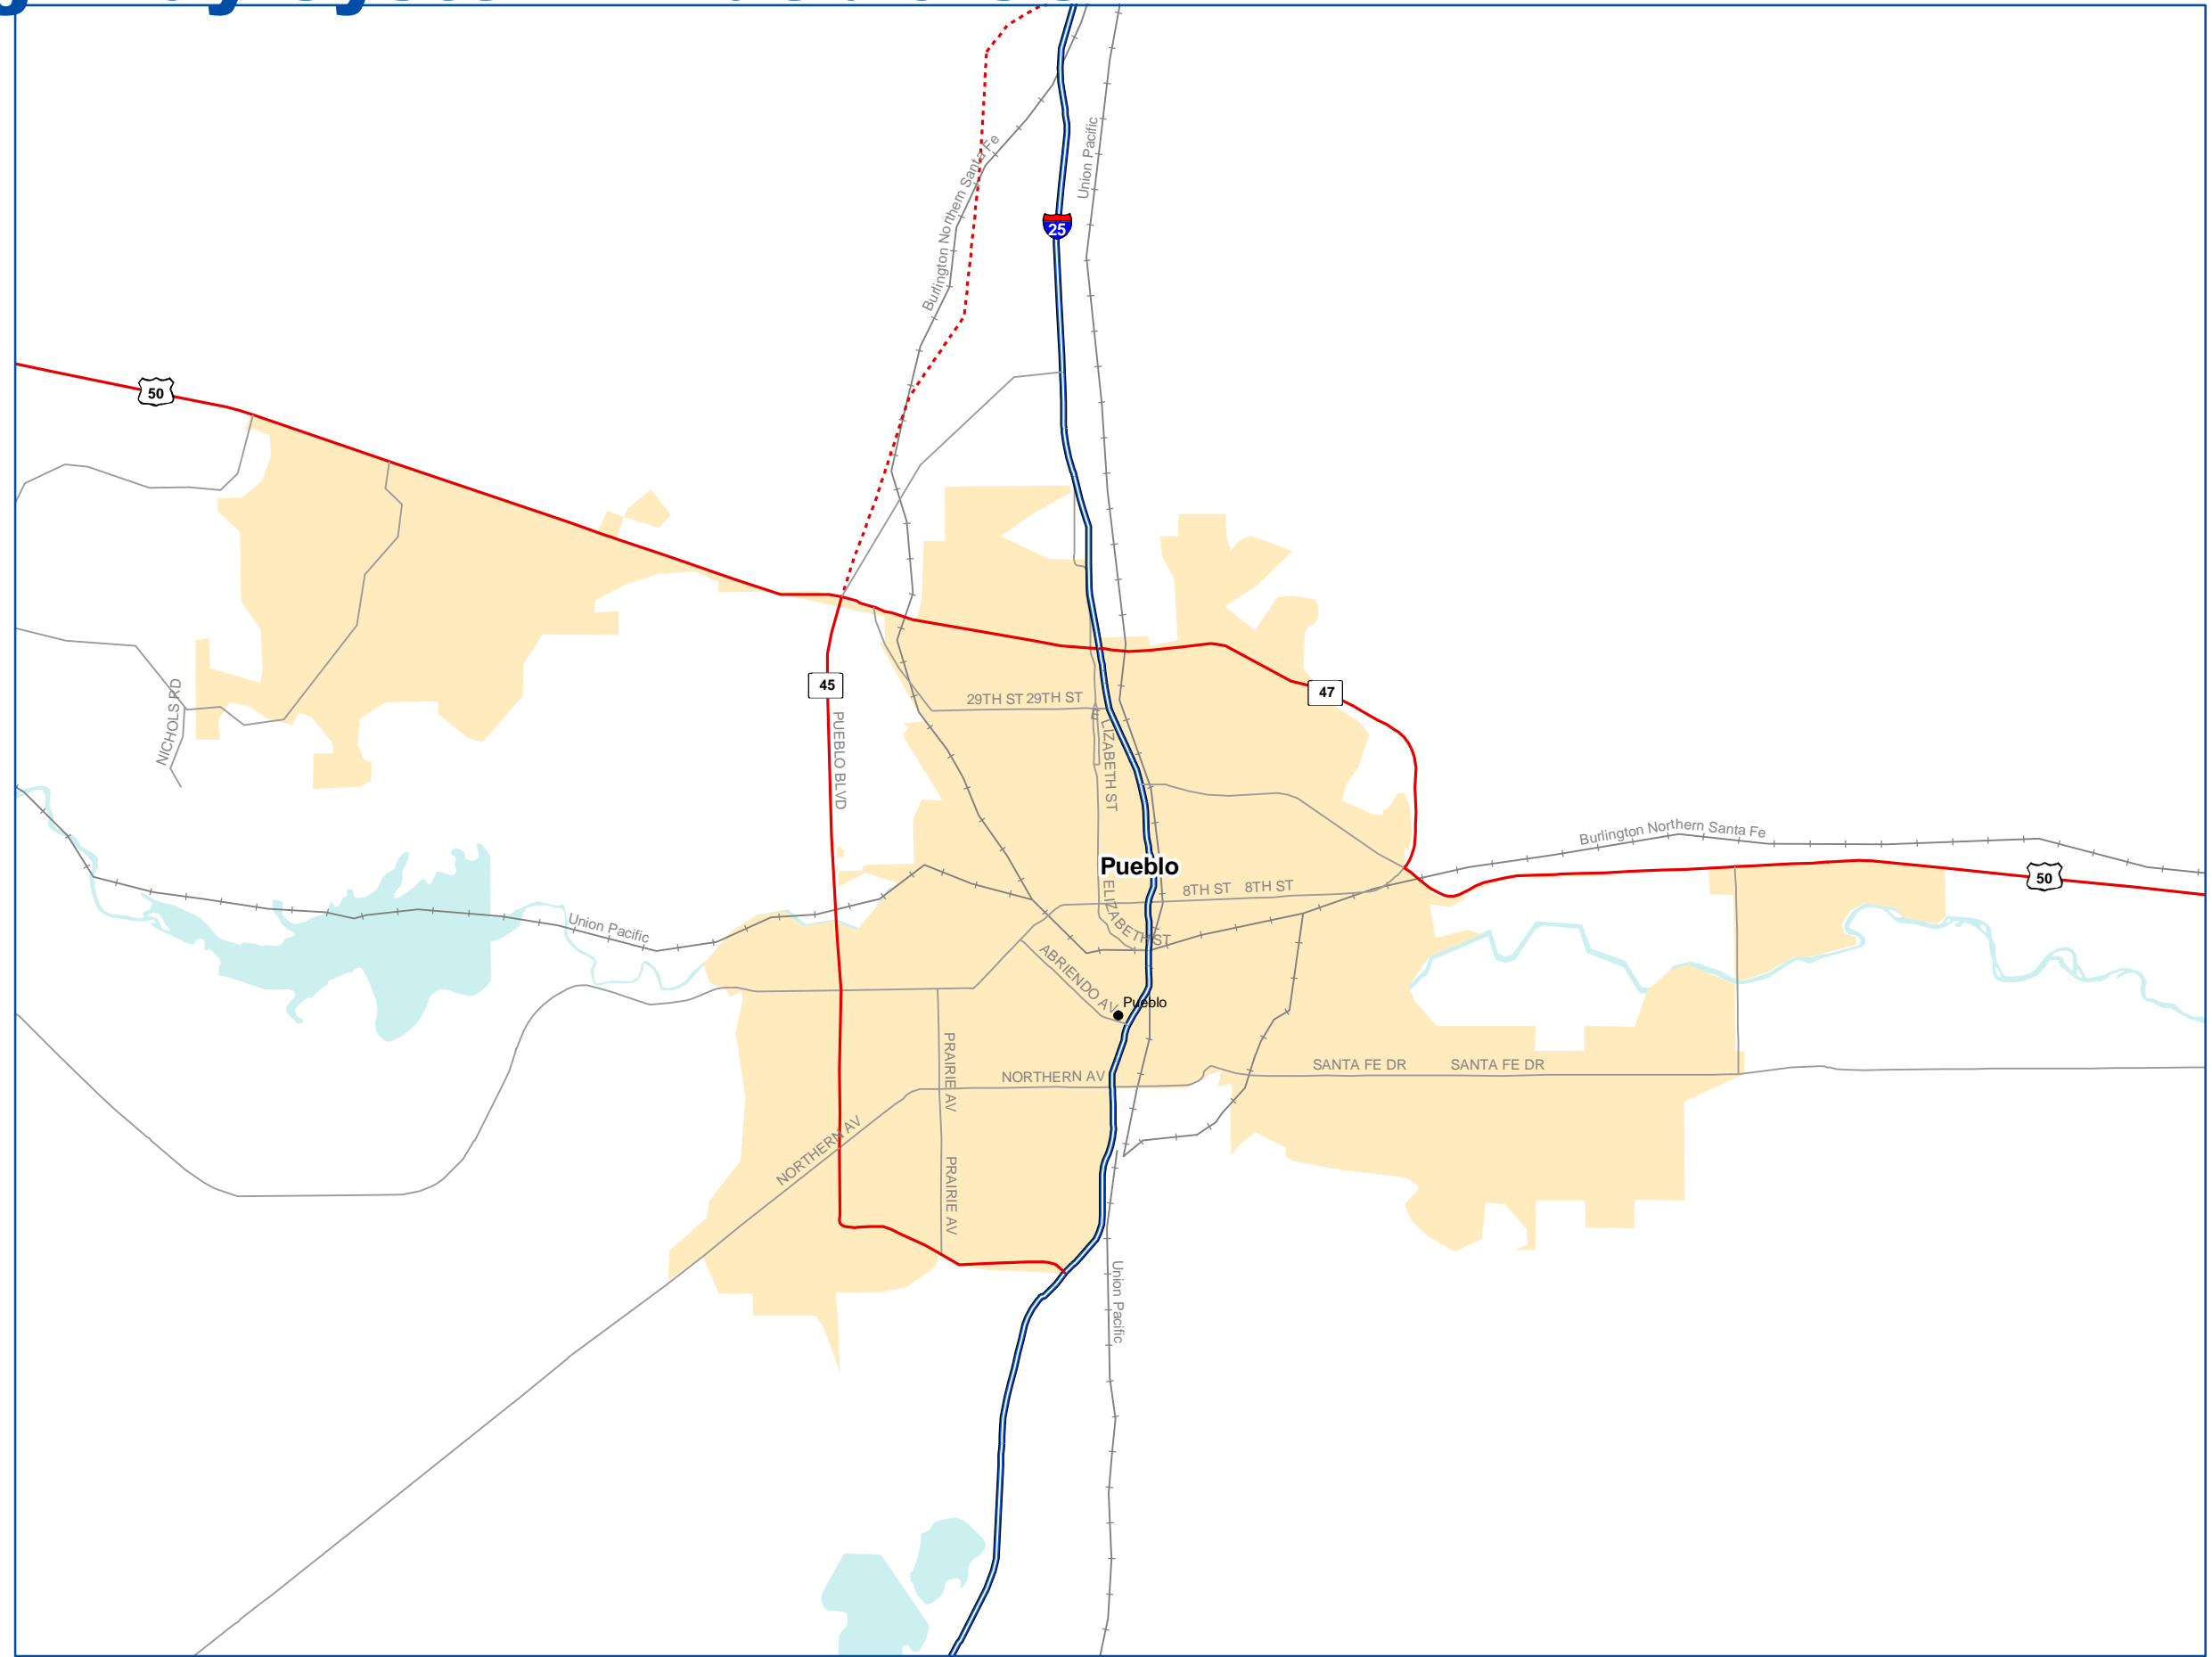 Union Pacific
Burlington Northern Santa Fe
25
50
NICHOLS RD
45
PUEBLO BLVD
29TH ST 29TH ST
47
ELIZABETH ST
Burlington Northern Santa Fe
Pueblo
50
8TH ST 8TH ST
ELIZABETH ST
Union Pacific
ABRIENDO AV
Pueblo
PRAIRIE AV
NORTHERN AV
SANTA FE DR SANTA FE DR
NORTHERN AV
PRAIRIE AV
Union Pacific